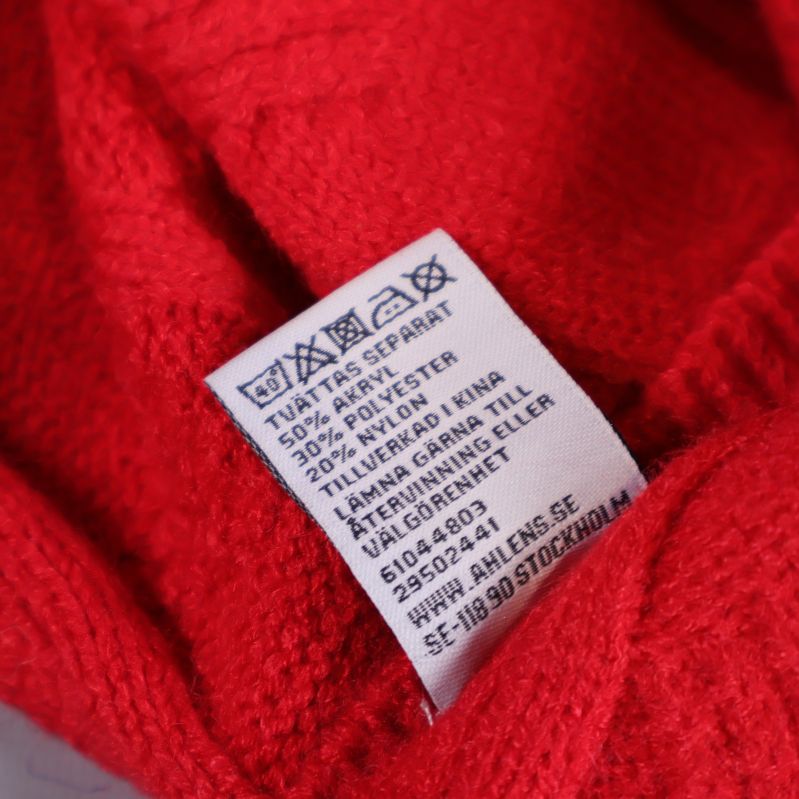 40°
TVÄTTAS SEPARAT
50% AKRYL
30% POLYESTER
20% NYLON
TILLVERKAD I KINA
LÄMNA GÄRNA TILL
ÅTERVINNING ELLER
VÄLGÖRENHET
61044803
29502441
WWW.AHLENS.SE
SE-118 90 STOCKHOLM